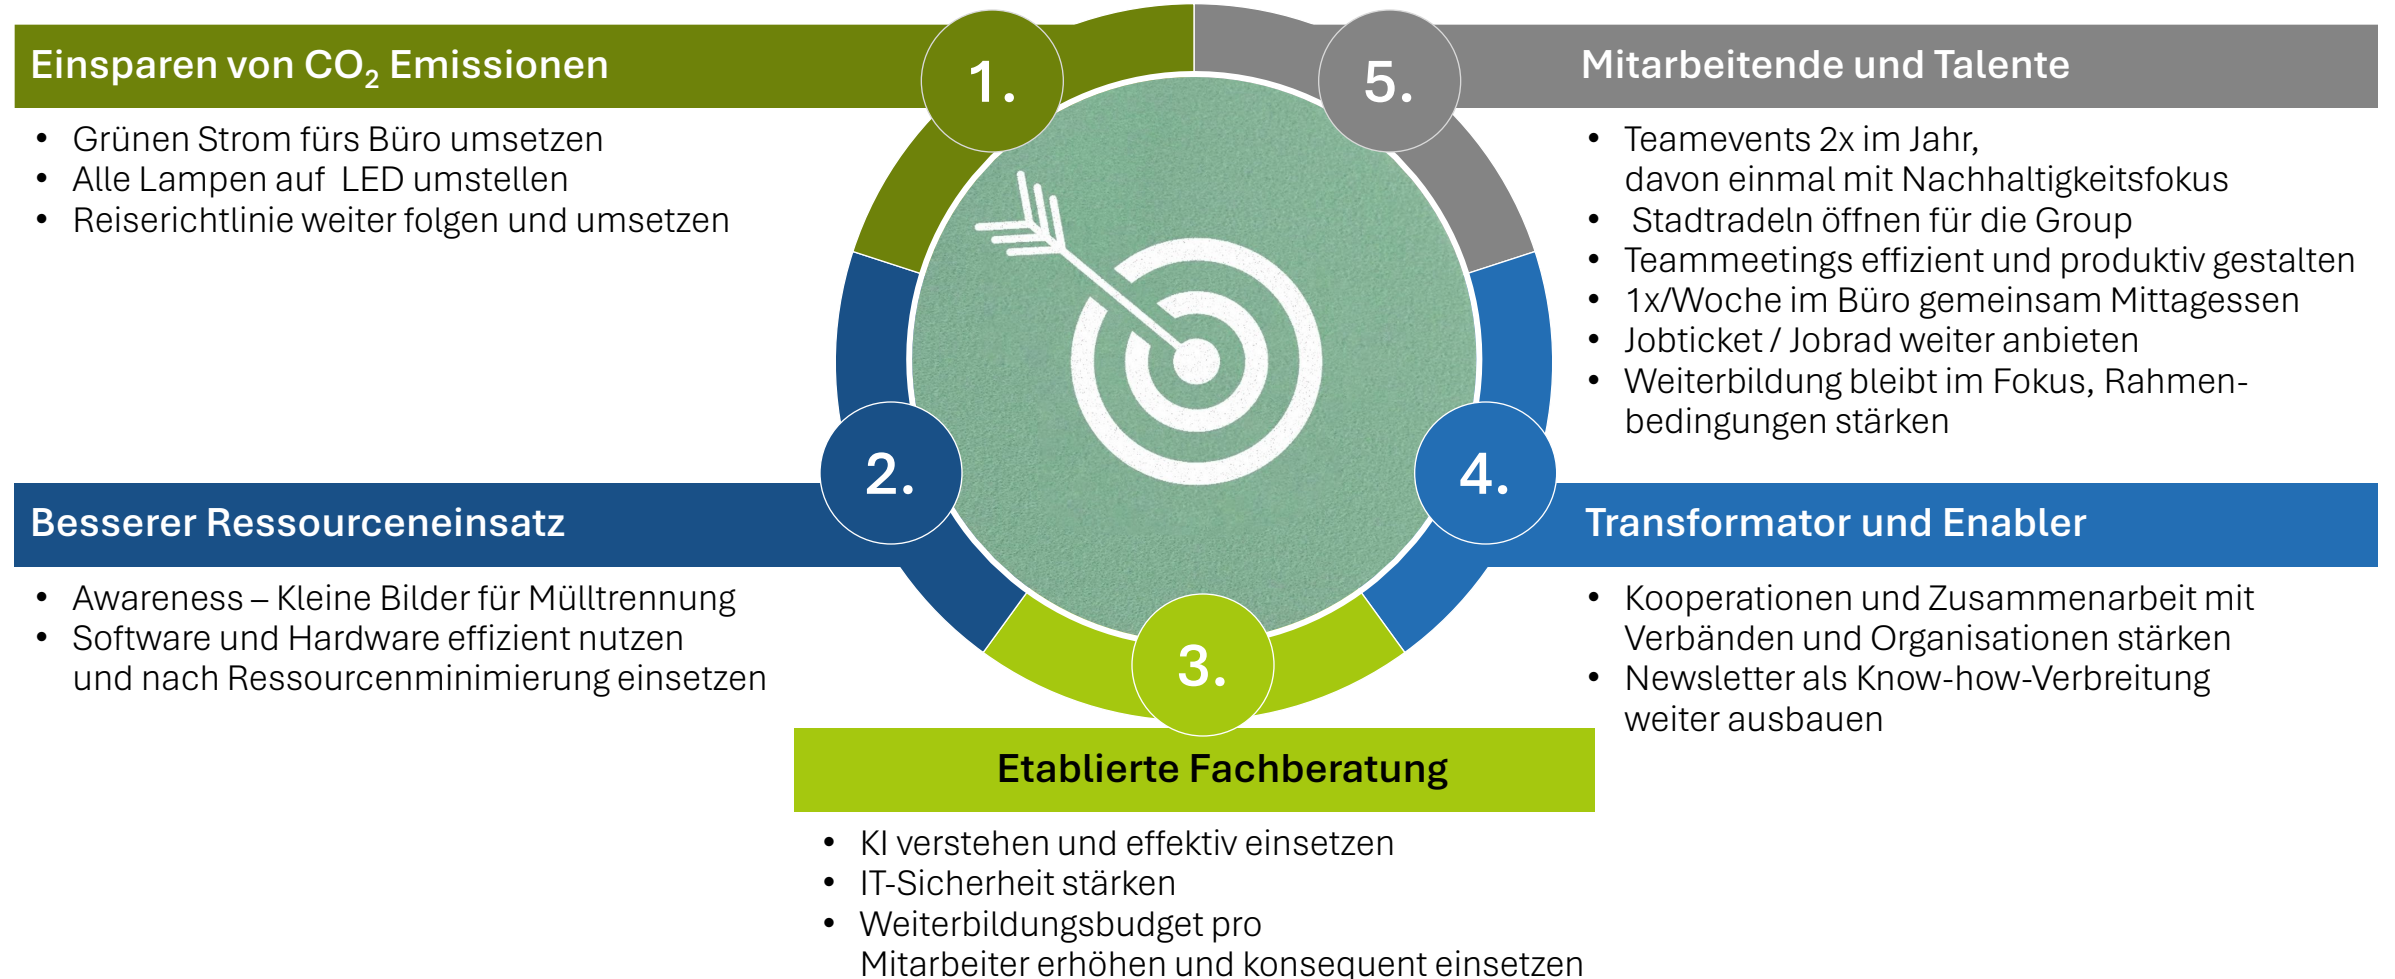 1.
Einsparen von CO₂ Emissionen
• Grünen Strom fürs Büro umsetzen
• Alle Lampen auf LED umstellen
• Reiserichtlinie weiter folgen und umsetzen
2.
Besserer Ressourceneinsatz
• Awareness – Kleine Bilder für Mülltrennung
• Software und Hardware effizient nutzen
und nach Ressourcenminimierung einsetzen
3.
Etablierte Fachberatung
• KI verstehen und effektiv einsetzen
• IT-Sicherheit stärken
• Weiterbildungsbudget pro
Mitarbeiter erhöhen und konsequent einsetzen
4.
Transformator und Enabler
• Kooperationen und Zusammenarbeit mit
Verbänden und Organisationen stärken
• Newsletter als Know-how-Verbreitung
weiter ausbauen
5.
Mitarbeitende und Talente
• Teamevents 2x im Jahr,
davon einmal mit Nachhaltigkeitsfokus
• Stadtradeln öffnen für die Group
• Teammeetings effizient und produktiv gestalten
• 1x/Woche im Büro gemeinsam Mittagessen
• Jobticket / Jobrad weiter anbieten
• Weiterbildung bleibt im Fokus, Rahmen-
bedingungen stärken